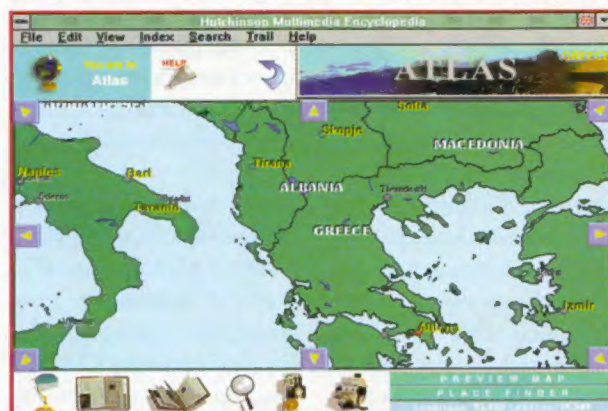 Hutchinson Multimedia Encyclopedia
File Edit View Index Search Trail Help
You are in
Atlas
HELP
ATLAS
GREECE
Sofia
Skopje
MACEDONIA
Tirana
Naples
Bari
ALBANIA
Taranto
GREECE
Izmir
Athens
PREVIEW MAP
PLACE FINDER